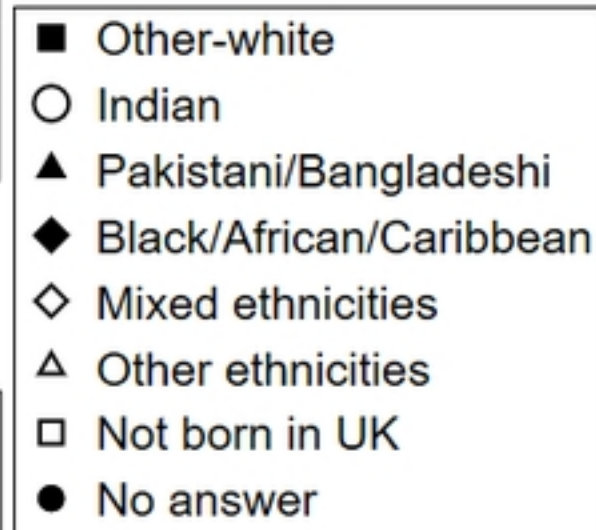 Other-white
Indian
Pakistani/Bangladeshi
Black/African/Caribbean
Mixed ethnicities
Other ethnicities
Not born in UK
No answer